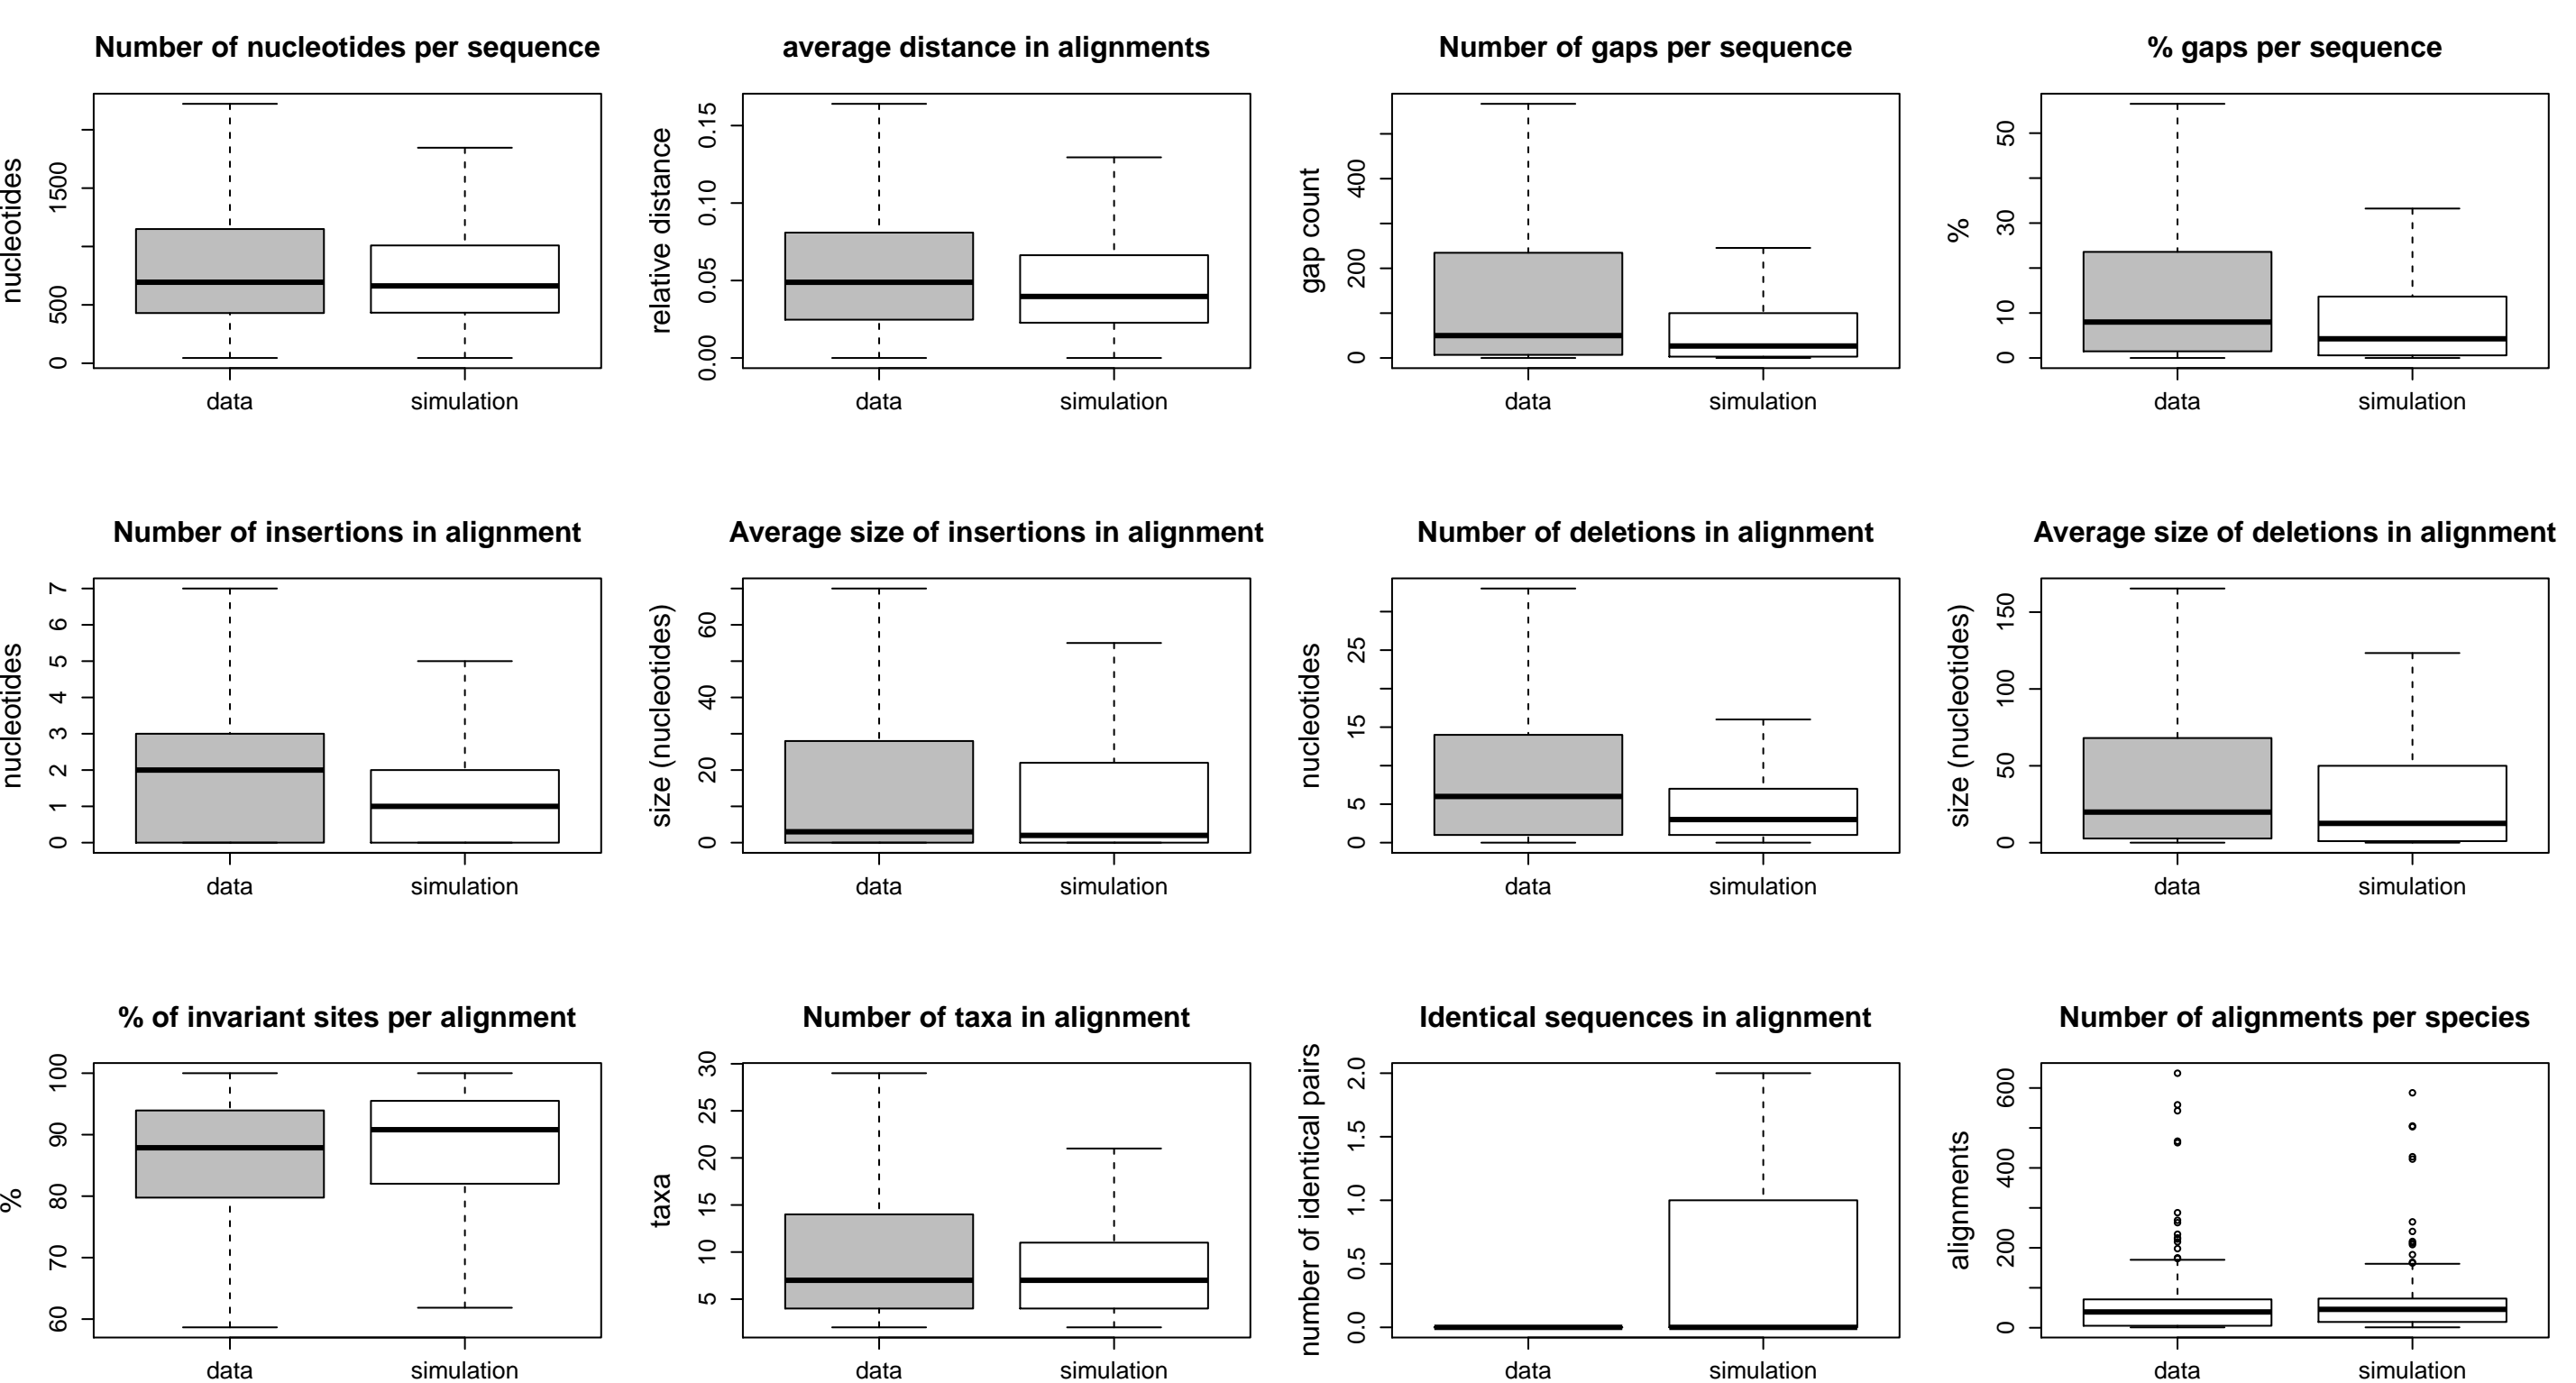 Number of nucleotides per sequence
nucleotides
0
500
1500
data
simulation
average distance in alignments
relative distance
0.00
0.05
0.10
0.15
data
simulation
Number of gaps per sequence
gap count
0
200
400
data
simulation
% gaps per sequence
%
0
10
30
50
data
simulation
Number of insertions in alignment
nucleotides
0
1
2
3
4
5
6
7
data
simulation
Average size of insertions in alignment
size (nucleotides)
0
20
40
60
data
simulation
Number of deletions in alignment
nucleotides
0
5
15
25
data
simulation
Average size of deletions in alignment
size (nucleotides)
0
50
100
150
data
simulation
% of invariant sites per alignment
%
60
70
80
90
100
data
simulation
Number of taxa in alignment
taxa
5
10
15
20
25
30
data
simulation
Identical sequences in alignment
number of identical pairs
0.0
0.5
1.0
1.5
2.0
data
simulation
Number of alignments per species
alignments
0
200
400
600
data
simulation